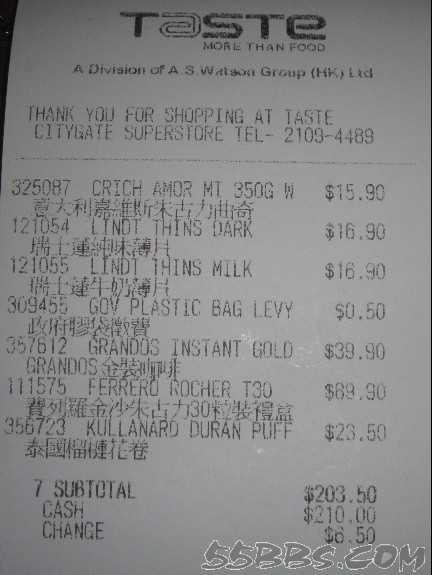 TaSTe
MORE THAN FOOD
A Division of A.S.Watson Group (HK) Ltd
THANK YOU FOR SHOPPING AT TASTE
CITYGATE SUPERSTORE TEL- 2109-4489
325087 CRICH AMOR MI 350G W $15.90
意大利嘉維斯朱古力曲奇
121054 LINDT THINS DARK $16.90
瑞士蓮純味薄片
121055 LINDT THINS MILK $16.90
瑞士蓮牛奶薄片
309455 GOV PLASTIC BAG LEVY $0.50
政府膠袋徵費
357612 GRANDOS INSTANT GOLD $39.90
GRANDOS金裝咖啡
111575 FERRERO ROCHER T30 $89.90
費列羅金沙朱古力30粒裝禮盒
356723 KULLANARD DURAN PUFF $23.50
泰國榴槤花卷
7 SUBTOTAL $203.50
CASH $210.00
CHANGE $6.50
55BBS.COM